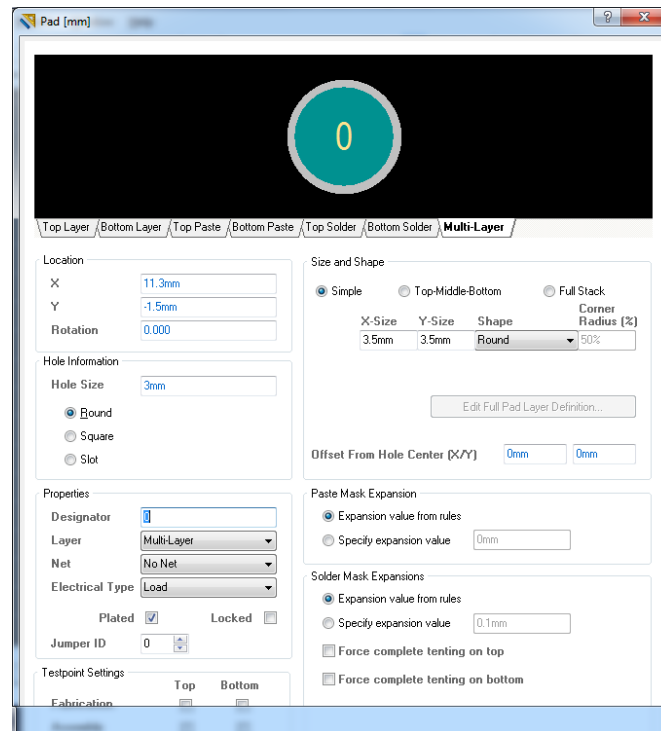 Pad [mm]
0
Top Layer Bottom Layer Top Paste Bottom Paste Top Solder Bottom Solder Multi-Layer
Location
X 11.3mm
Y -1.5mm
Rotation 0.000
Hole Information
Hole Size 3mm
Round
Square
Slot
Size and Shape
Simple Top-Middle-Bottom Full Stack
X-Size Y-Size Shape Corner Radius (%)
3.5mm 3.5mm Round 50%
Edit Full Pad Layer Definition...
Offset From Hole Center (X/Y) 0mm 0mm
Properties
Designator 0
Layer Multi-Layer
Net No Net
Electrical Type Load
Plated Locked
Jumper ID 0
Paste Mask Expansion
Expansion value from rules
Specify expansion value 0mm
Solder Mask Expansions
Expansion value from rules
Specify expansion value 0.1mm
Force complete tenting on top
Force complete tenting on bottom
Testpoint Settings
Top Bottom
Fabrication